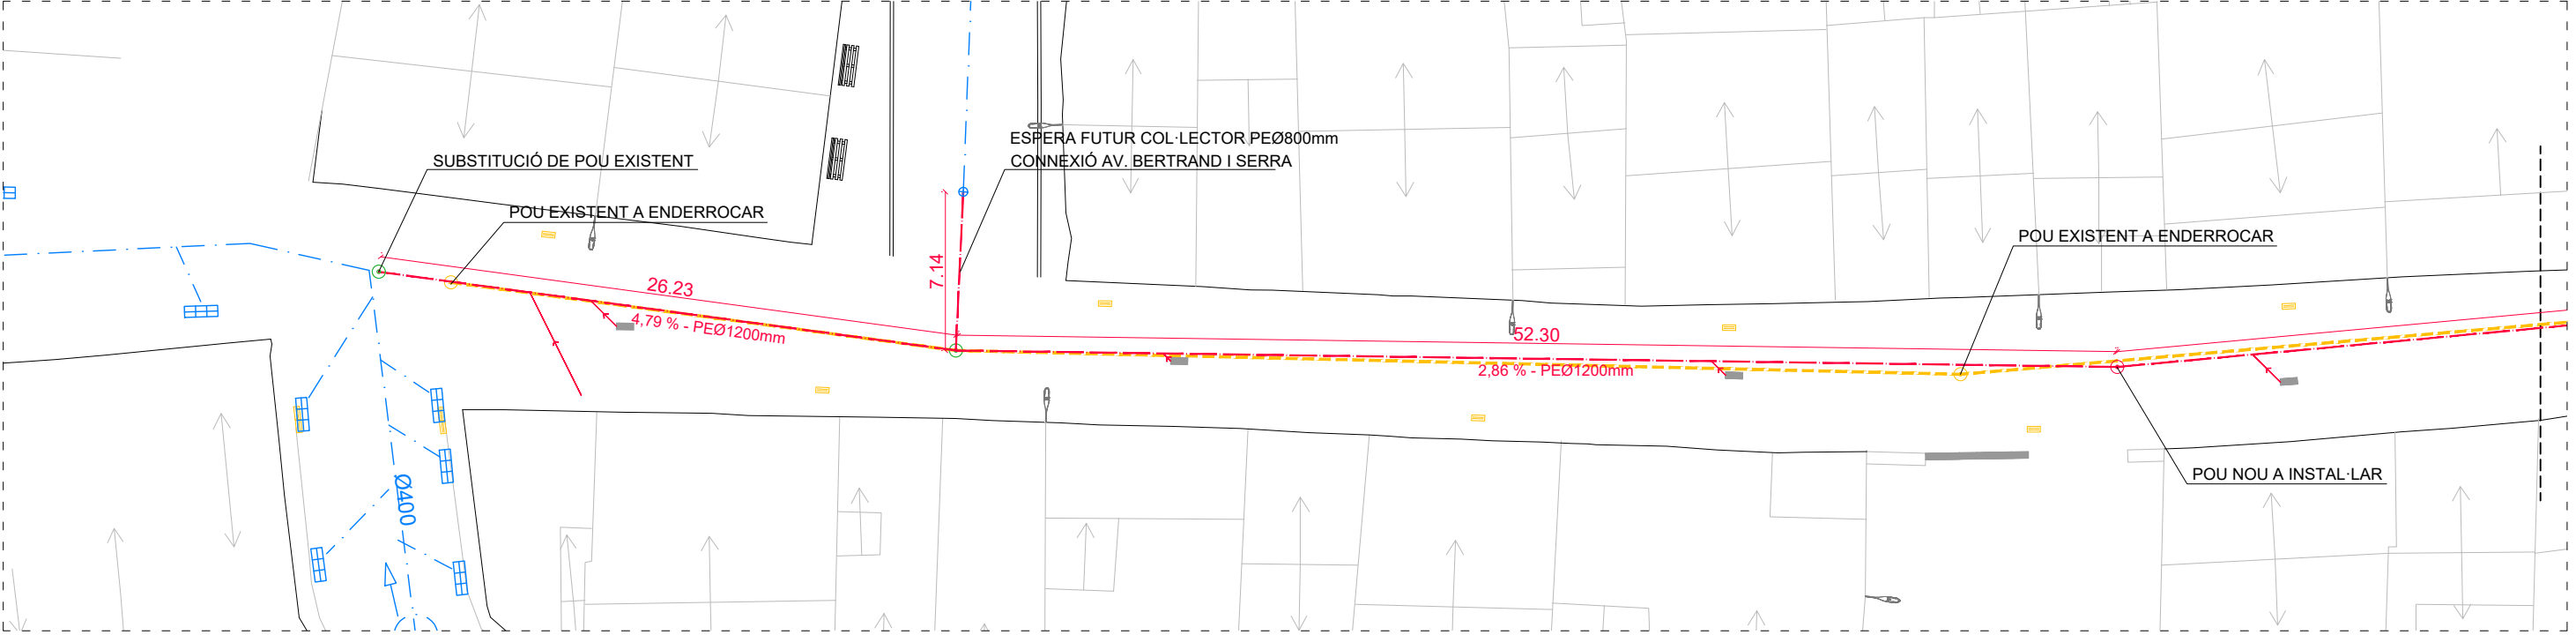 ESPERA FUTUR COL·LECTOR PEØ800mm
CONNEXIÓ AV. BERTRAND I SERRA
SUBSTITUCIÓ DE POU EXISTENT
POU EXISTENT A ENDERROCAR
POU EXISTENT A ENDERROCAR
7.14
26.23
4,79 % - PEØ1200mm
52.30
2,86 % - PEØ1200mm
POU NOU A INSTAL·LAR
Ø400